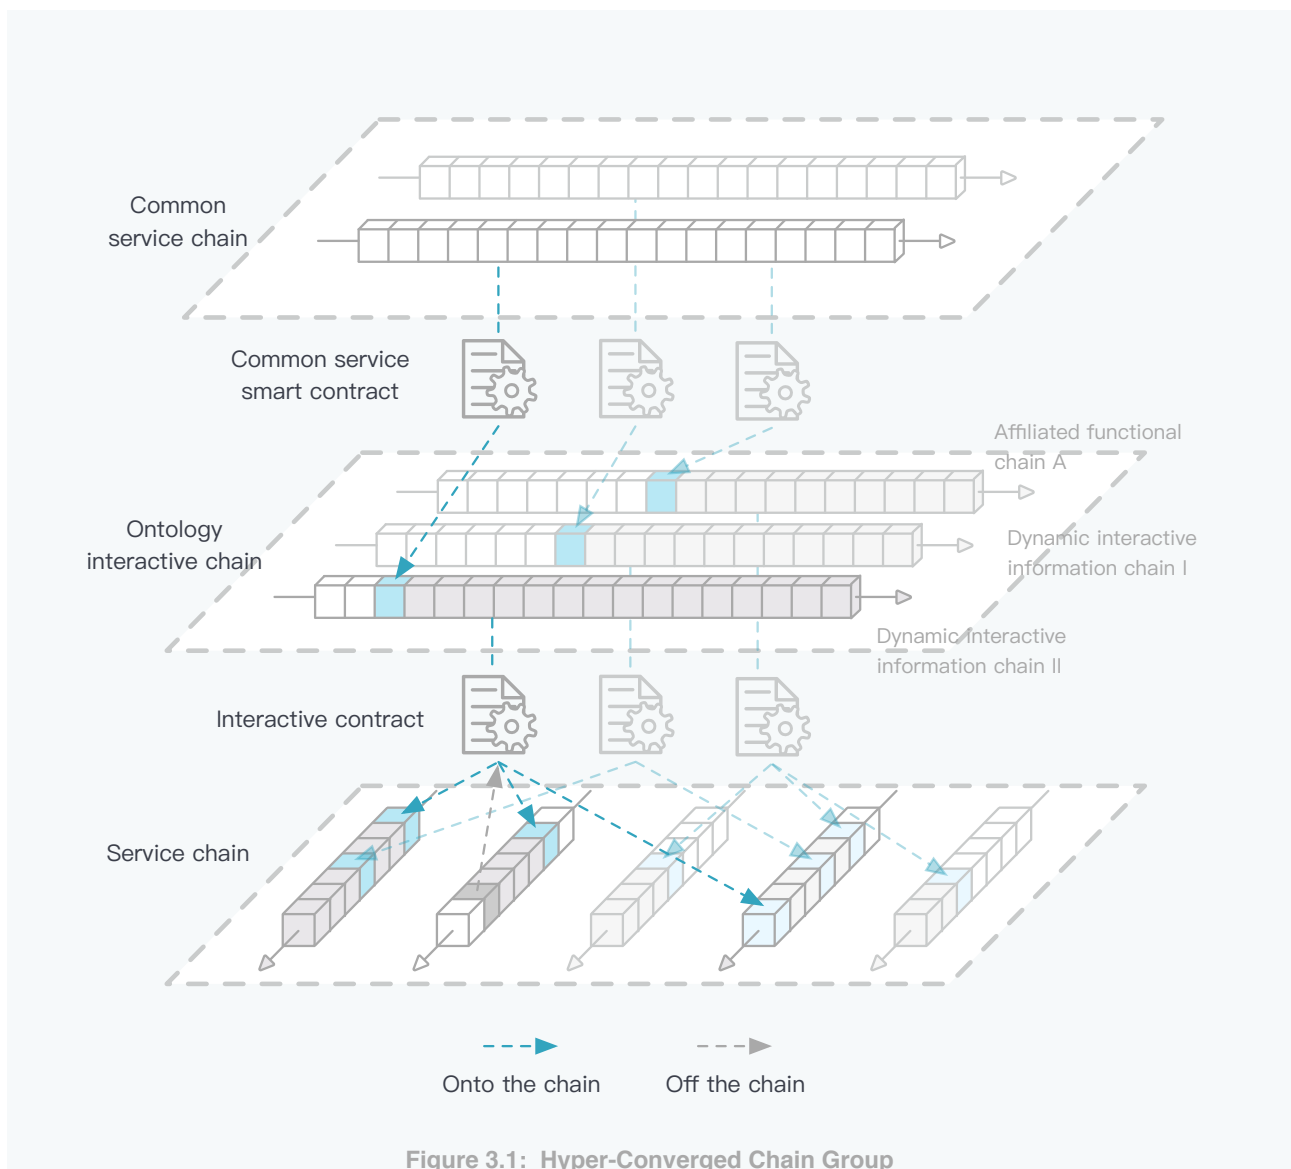 Common
service chain
Common service
smart contract
Affiliated functional
chain A
Ontology
interactive chain
Dynamic interactive
information chain I
Dynamic interactive
information chain II
Interactive contract
Service chain
Onto the chain
Off the chain
Figure 3.1: Hyper-Converged Chain Group